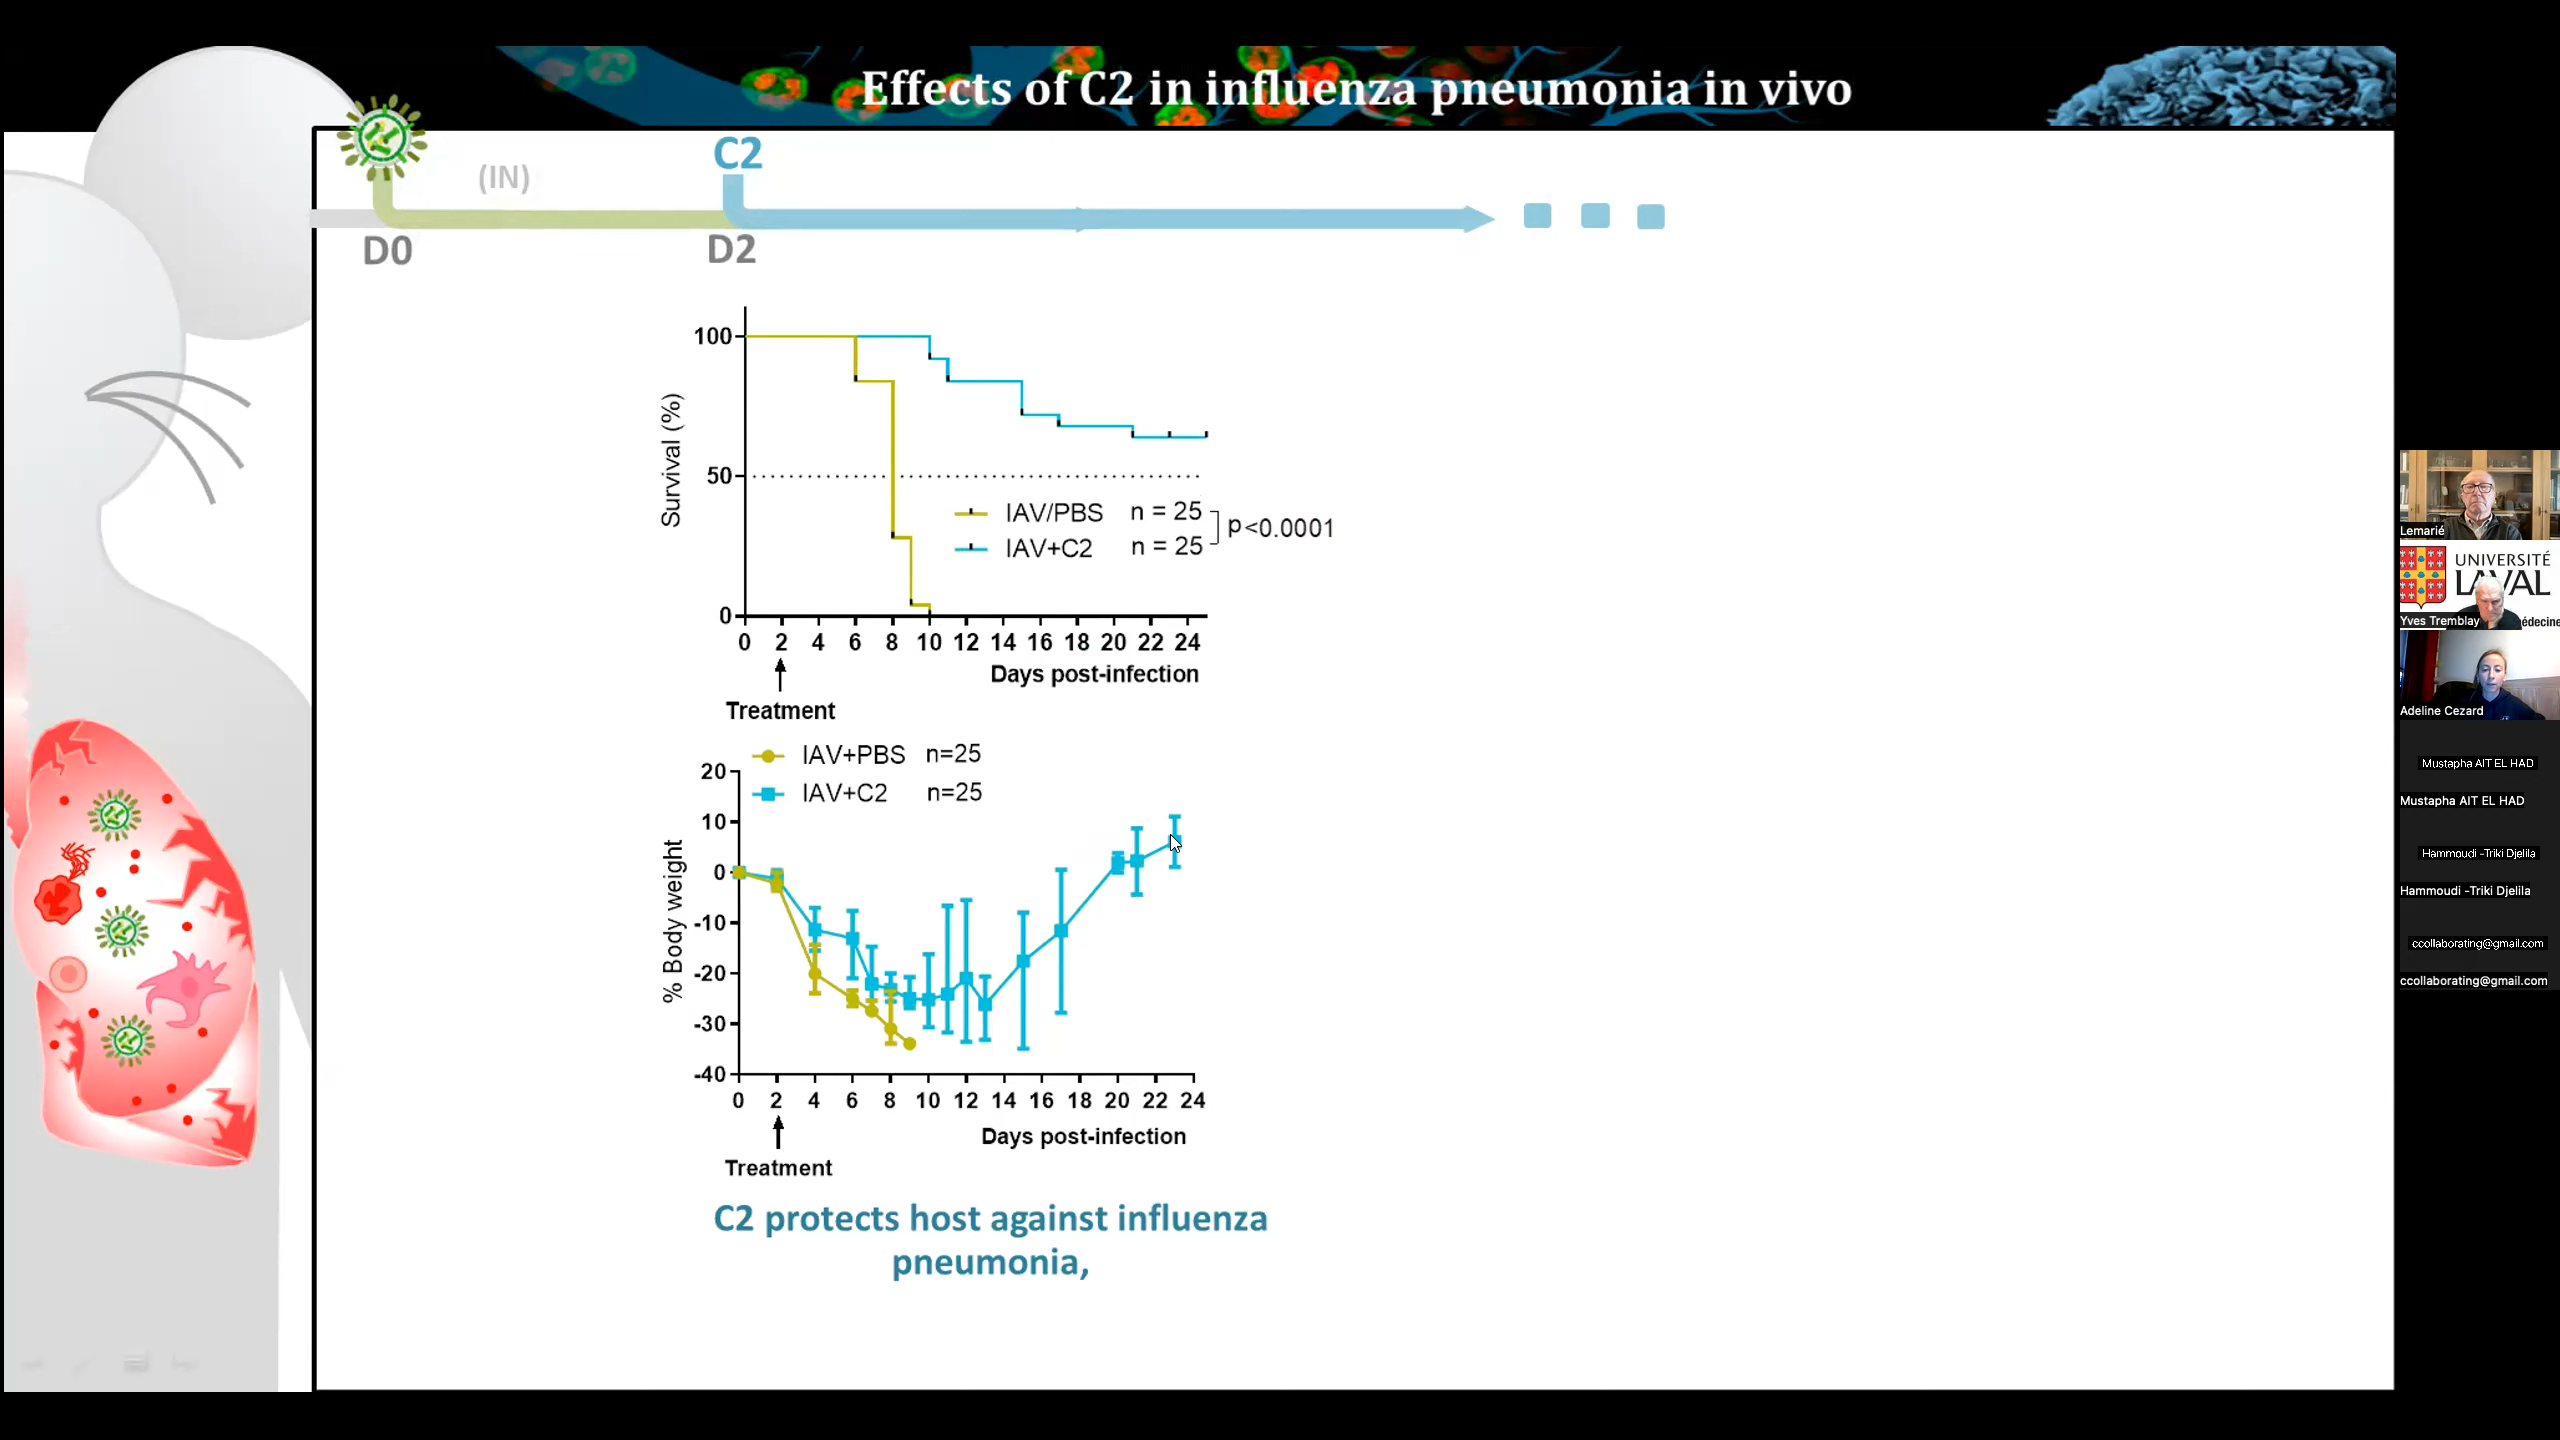 Effects of C2 in influenza pneumonia in vivo
C2
(IN)
D0
D2
100
50
0
Survival (%)
IAV/PBS n = 25
IAV+C2 n = 25
p<0.0001
0 2 4 6 8 10 12 14 16 18 20 22 24
Days post-infection
Treatment
IAV+PBS n=25
IAV+C2 n=25
20
10
0
-10
-20
-30
-40
% Body weight
0 2 4 6 8 10 12 14 16 18 20 22 24
Days post-infection
Treatment
C2 protects host against influenza
pneumonia,
Lemarié
UNIVERSITÉ
LAVAL
Yves Tremblay
édecine
Adeline Cezard
Mustapha AIT EL HAD
Mustapha AIT EL HAD
Hammoudi -Triki Djelila
Hammoudi -Triki Djelila
ccollaborating@gmail.com
ccollaborating@gmail.com